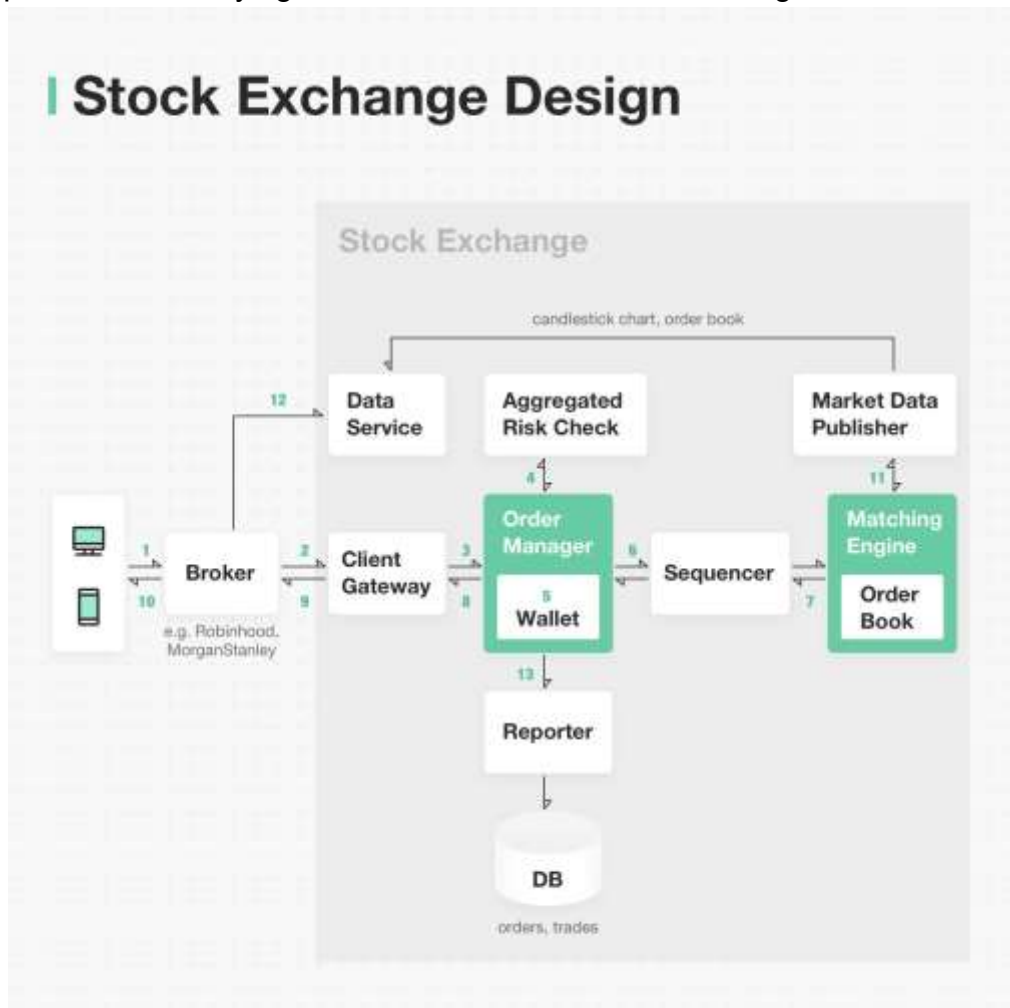 Stock Exchange Design
Stock Exchange
candlestick chart, order book
12
Data
Service
Aggregated
Risk Check
Market Data
Publisher
4
11
1
10
Broker
e.g. Robinhood,
MorganStanley
2
9
Client
Gateway
3
8
Order
Manager
5
Wallet
6
Sequencer
7
Matching
Engine
Order
Book
13
Reporter
DB
orders, trades